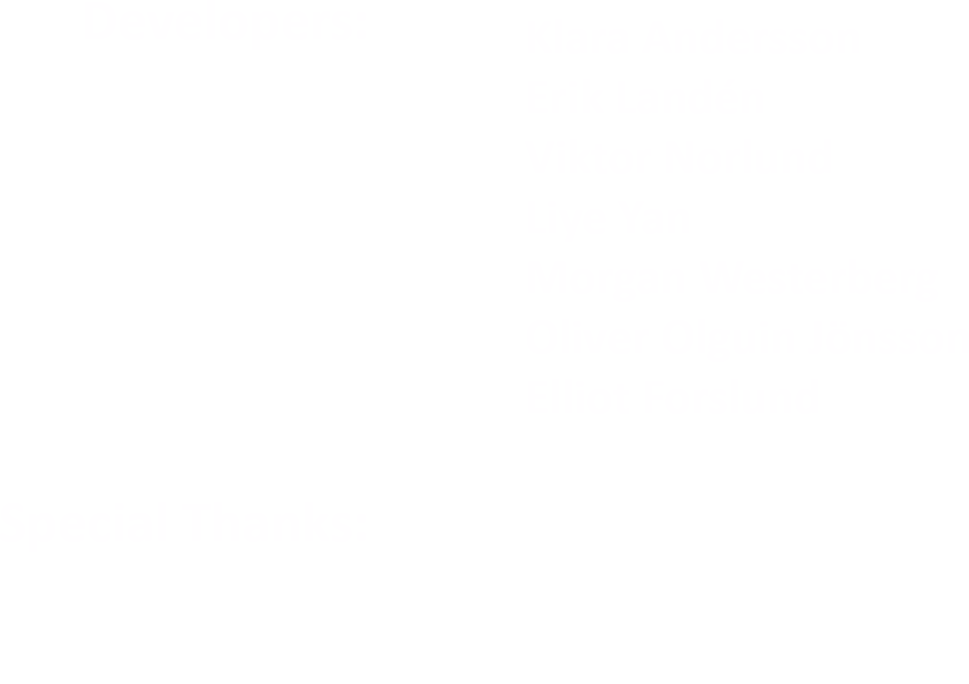 Developers:
Klara Andersson
Erik Landén
Viktor Norlund
Liye Yan
Morgan Westerberg
Oliver Olguin Jönsson
Elliot Forslund
Special Thanks: